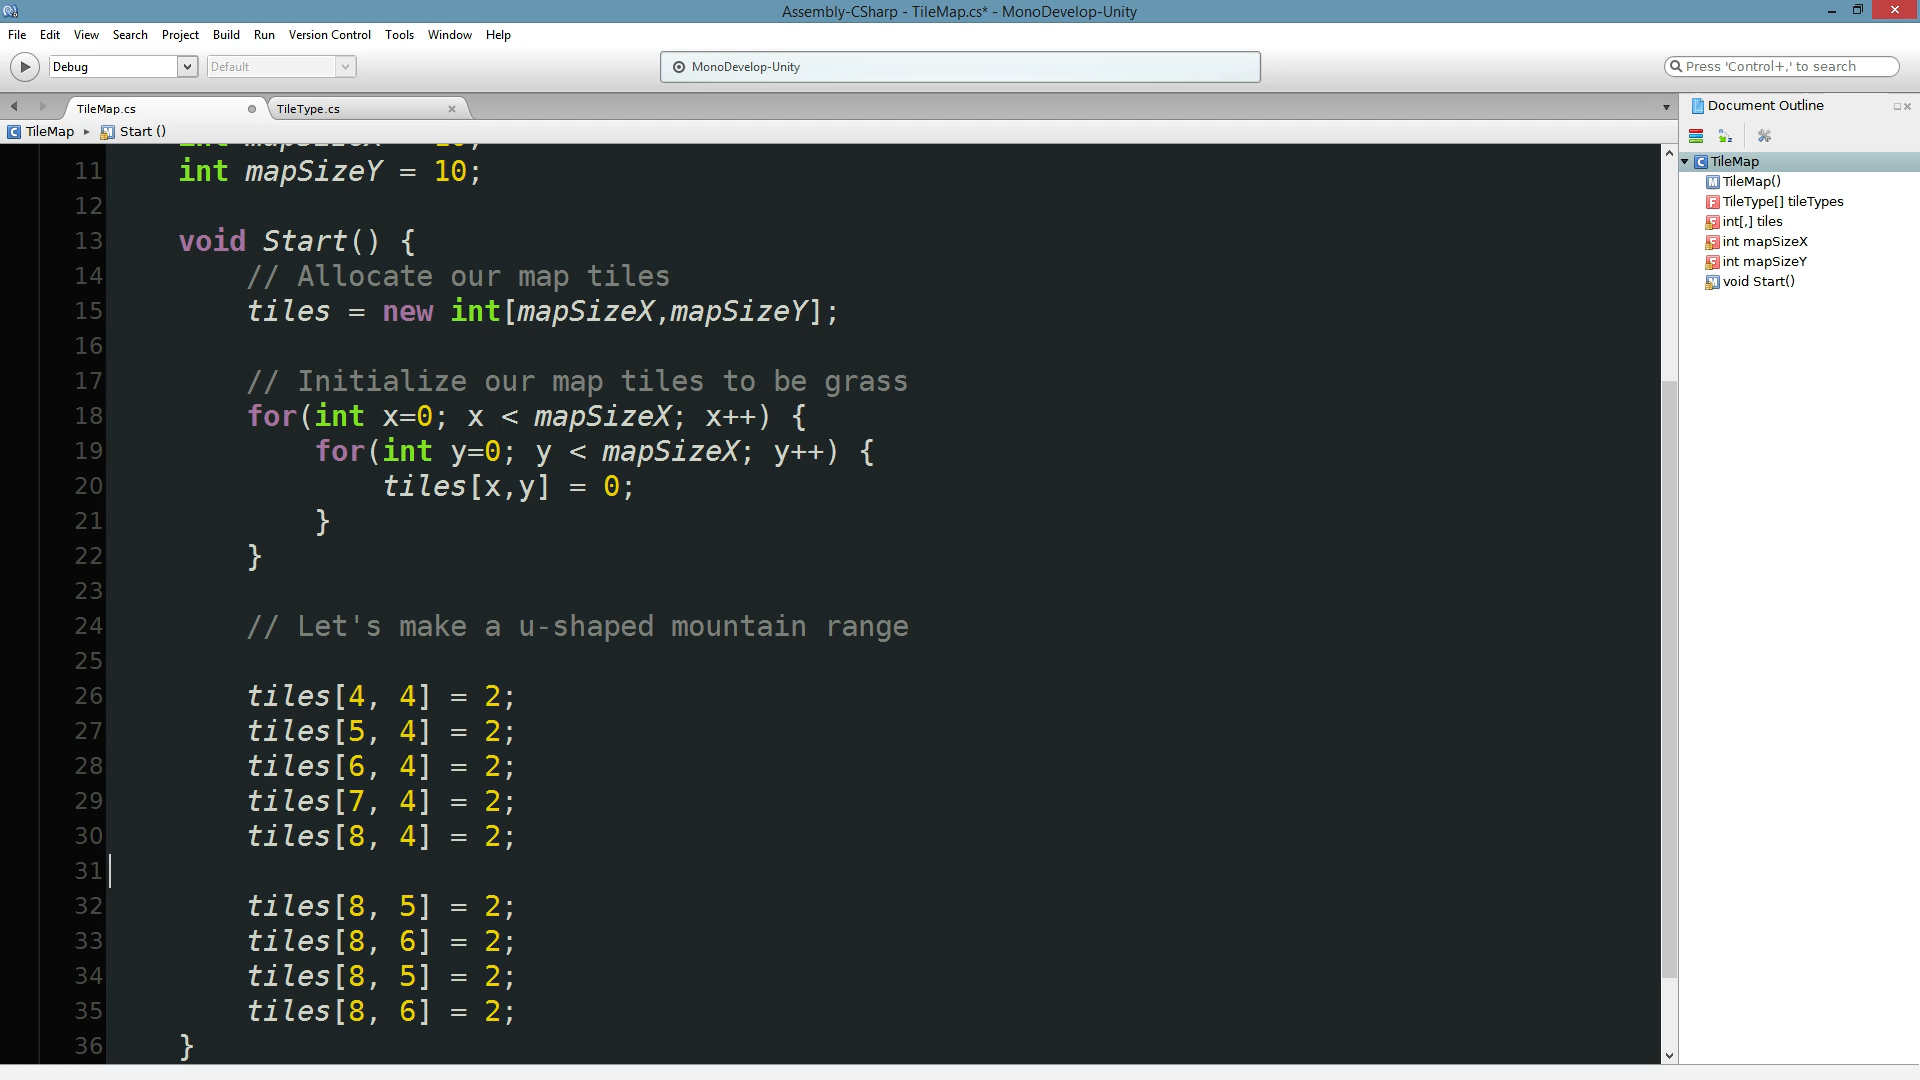 Assembly-CSharp - TileMap.cs* - MonoDevelop-Unity
File Edit View Search Project Build Run Version Control Tools Window Help
Debug Default MonoDevelop-Unity Press 'Control+,' to search
TileMap.cs TileType.cs
TileMap Start ()
11 int mapSizeY = 10;
12
13 void Start() {
14 // Allocate our map tiles
15 tiles = new int[mapSizeX,mapSizeY];
16
17 // Initialize our map tiles to be grass
18 for(int x=0; x < mapSizeX; x++) {
19 for(int y=0; y < mapSizeX; y++) {
20 tiles[x,y] = 0;
21 }
22 }
23
24 // Let's make a u-shaped mountain range
25
26 tiles[4, 4] = 2;
27 tiles[5, 4] = 2;
28 tiles[6, 4] = 2;
29 tiles[7, 4] = 2;
30 tiles[8, 4] = 2;
31
32 tiles[8, 5] = 2;
33 tiles[8, 6] = 2;
34 tiles[8, 5] = 2;
35 tiles[8, 6] = 2;
36 }
Document Outline
TileMap
TileMap()
TileType[] tileTypes
int[,] tiles
int mapSizeX
int mapSizeY
void Start()